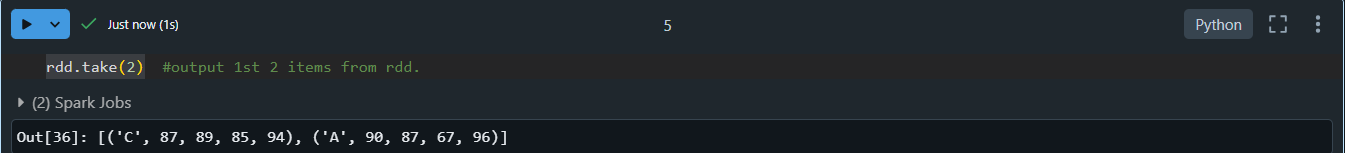 Just now (1s)
5
Python
rdd.take(2)  #output 1st 2 items from rdd.
(2) Spark Jobs
Out[36]: [('C', 87, 89, 85, 94), ('A', 90, 87, 67, 96)]